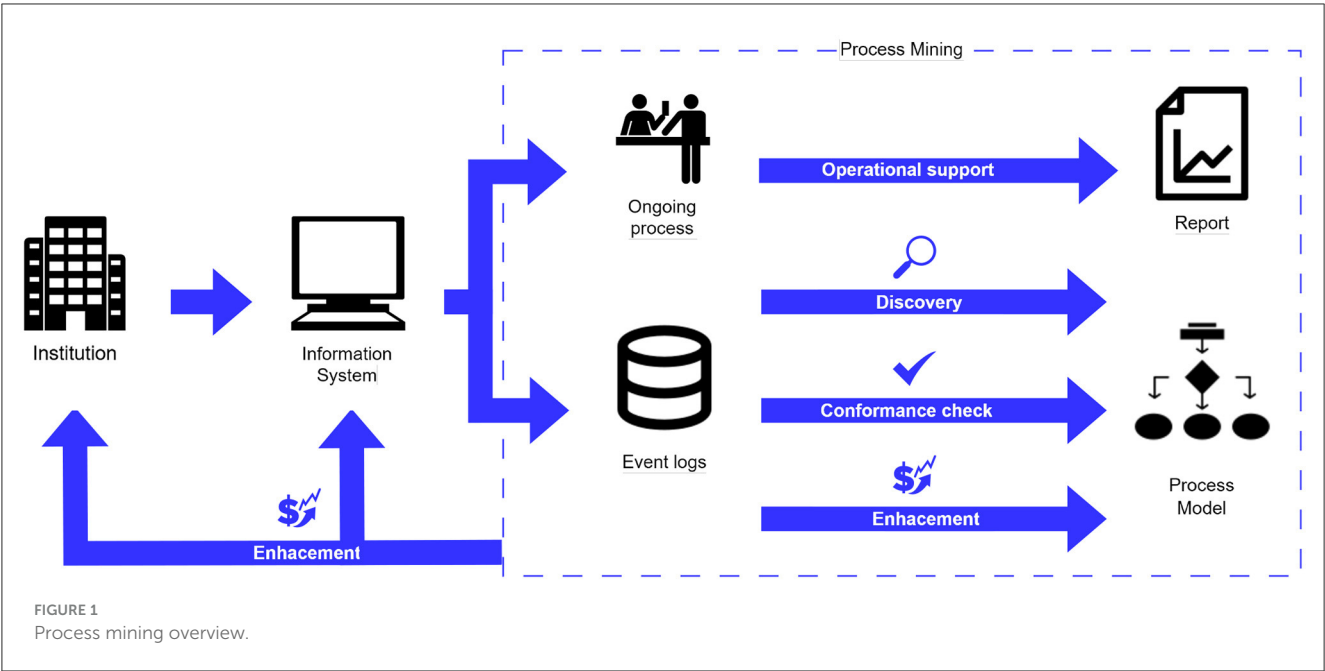 Process Mining
Operational support
Ongoing
process
Report
Discovery
Institution
Information
System
Conformance check
Event logs
Process
Model
Enhacement
Enhacement
FIGURE 1
Process mining overview.